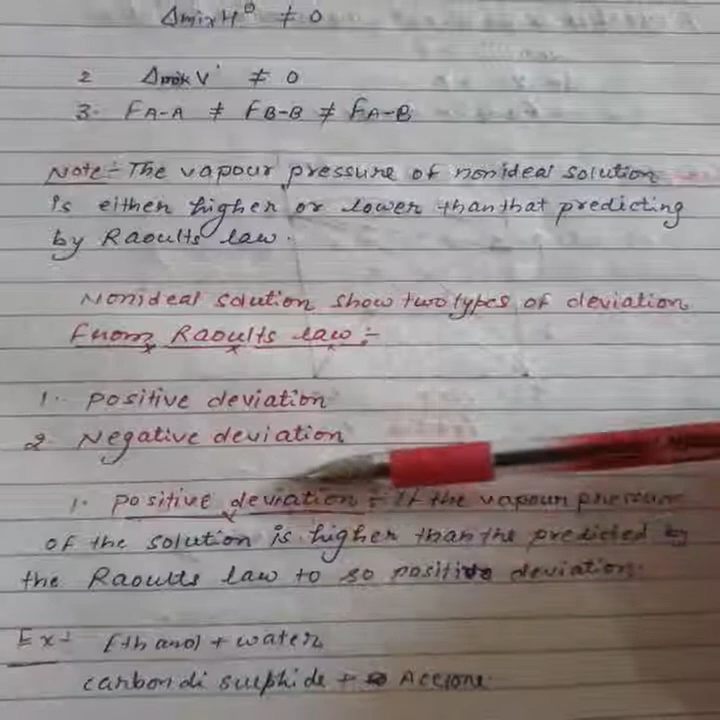 ΔmixH° ≠ 0
2 ΔmixV ≠ 0
3. FA-A ≠ FB-B ≠ FA-B
Note:- The vapour pressure of nonideal solution
is either higher or lower than that predicting
by Raoults law.
Nonideal solution show two types of deviation
From Raoults law :-
1. positive deviation
2. Negative deviation
1. positive deviation :- If the vapour pressure
of the solution is higher than the predicted by
the Raoults law to so positive deviation.
Ex:- Ethanol + water
carbon di sulphide + Accione